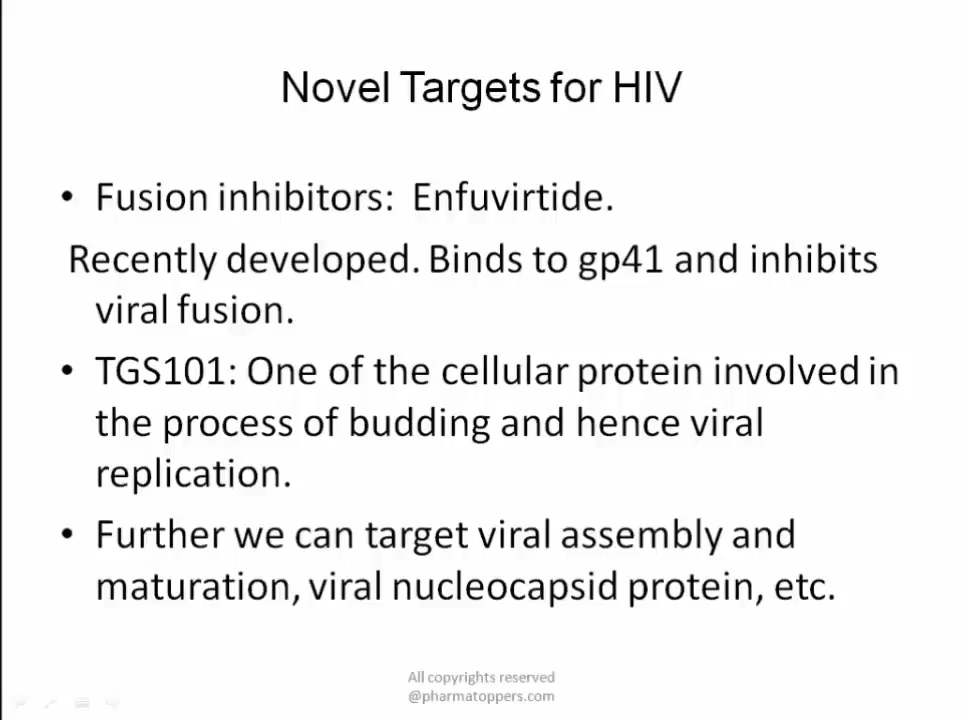 Novel Targets for HIV
• Fusion inhibitors:  Enfuvirtide.
Recently developed. Binds to gp41 and inhibits
viral fusion.
• TGS101: One of the cellular protein involved in
the process of budding and hence viral
replication.
• Further we can target viral assembly and
maturation, viral nucleocapsid protein, etc.
All copyrights reserved
@pharmatoppers.com